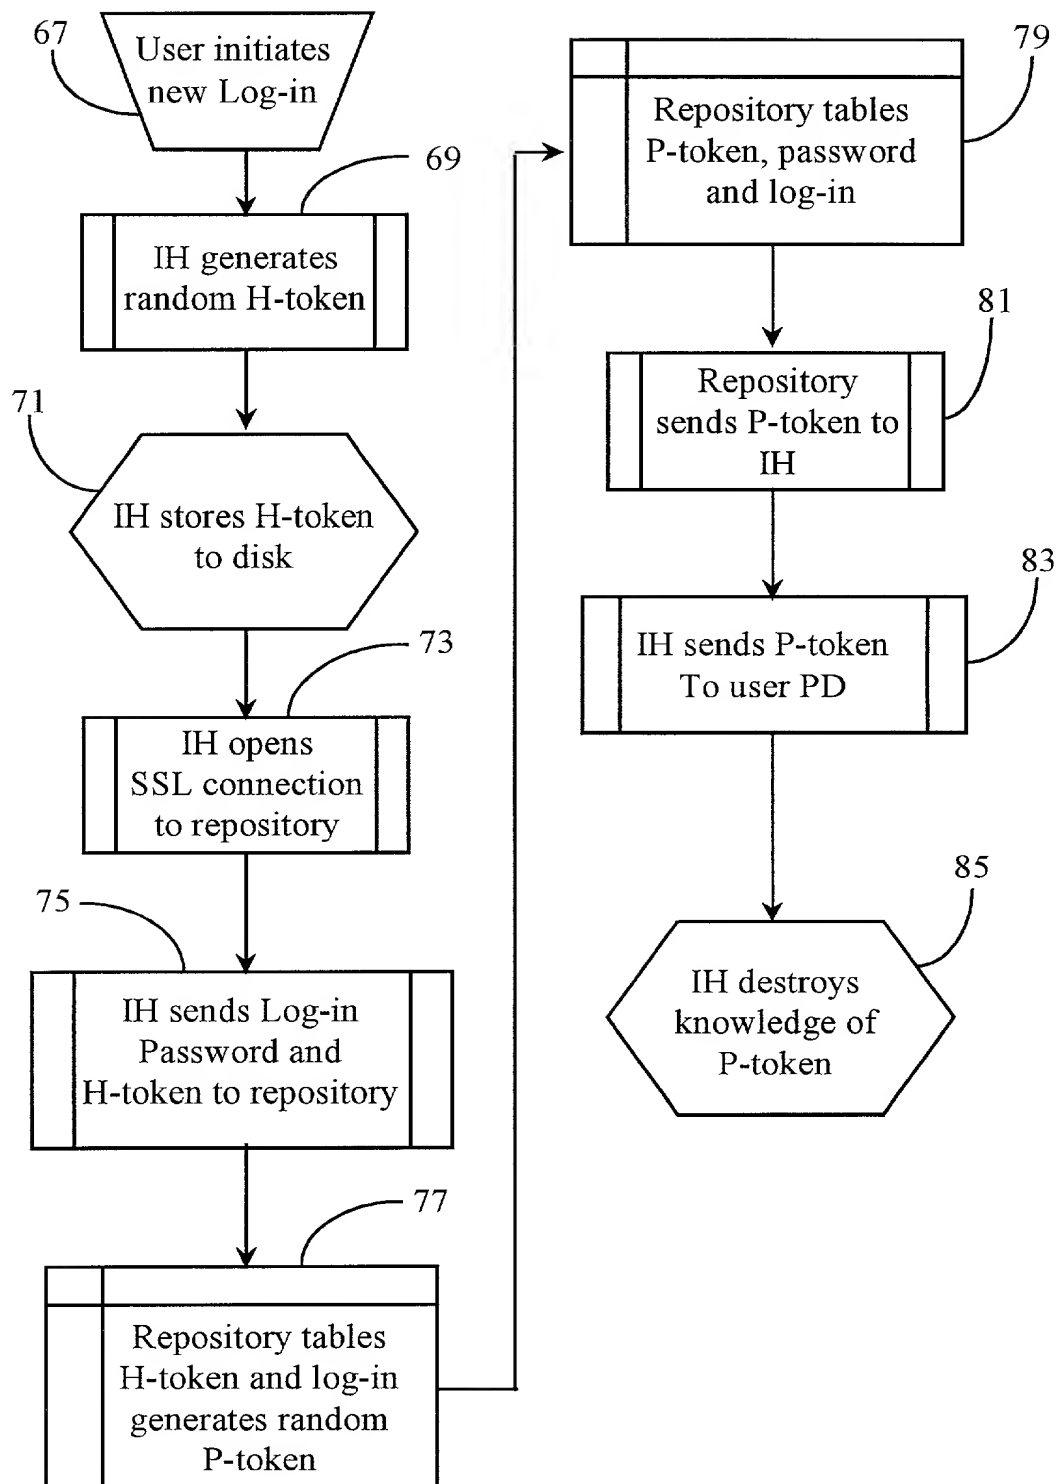 67
User initiates
new Log-in
69
IH generates
random H-token
71
IH stores H-token
to disk
73
IH opens
SSL connection
to repository
75
IH sends Log-in
Password and
H-token to repository
77
Repository tables
H-token and log-in
generates random
P-token
79
Repository tables
P-token, password
and log-in
81
Repository
sends P-token to
IH
83
IH sends P-token
To user PD
85
IH destroys
knowledge of
P-token